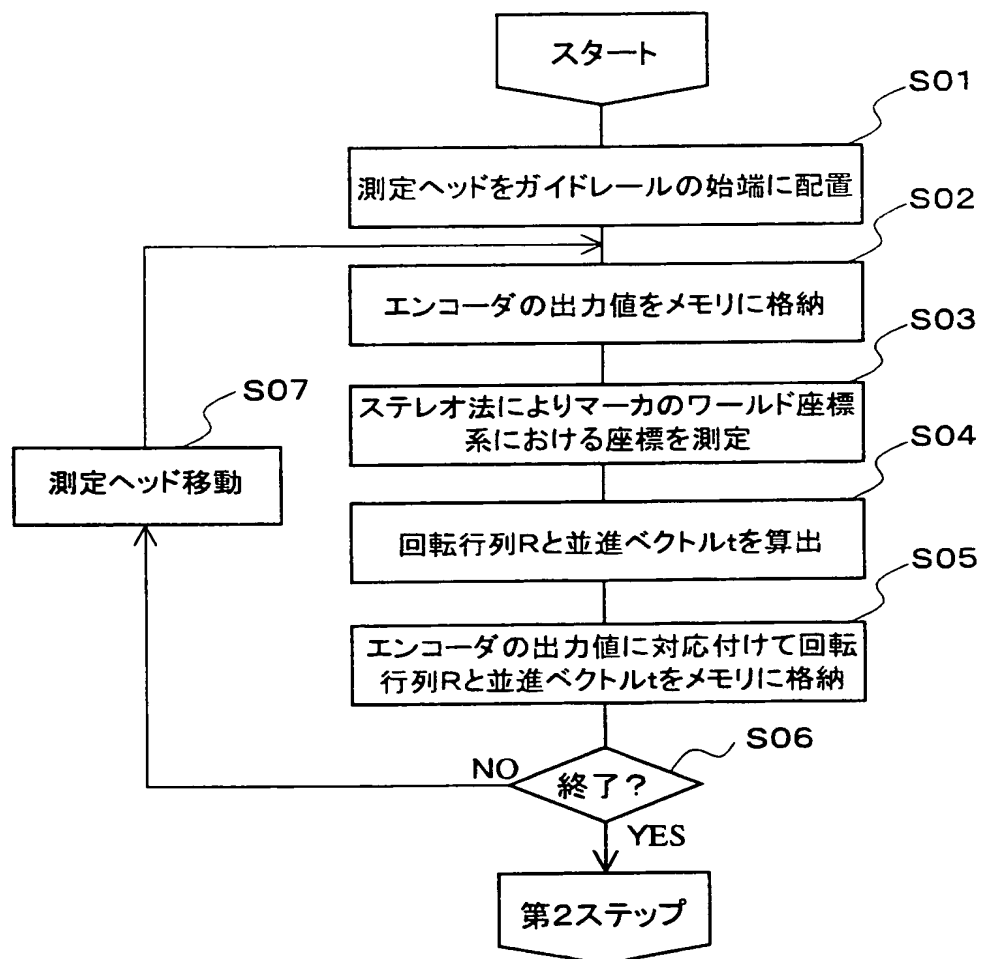 スタート
S01
測定ヘッドをガイドレールの始端に配置
S02
エンコーダの出力値をメモリに格納
S03
ステレオ法によりマーカのワールド座標
系における座標を測定
S04
回転行列Rと並進ベクトルtを算出
S05
エンコーダの出力値に対応付けて回転
行列Rと並進ベクトルtをメモリに格納
S06
終了?
NO
S07
測定ヘッド移動
YES
第2ステップ